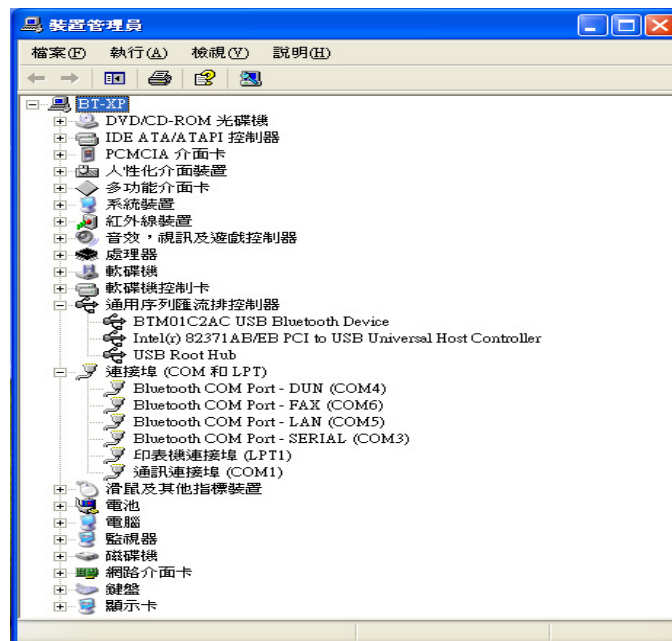 裝置管理員
檔案(F) 執行(A) 檢視(V) 說明(H)
BT-XP
DVD/CD-ROM 光碟機
IDE ATA/ATAPI 控制器
PCMCIA 介面卡
人性化介面裝置
多功能介面卡
系統裝置
紅外線裝置
音效，視訊及遊戲控制器
處理器
軟碟機
軟碟機控制卡
通用序列匯流排控制器
BTM01C2AC USB Bluetooth Device
Intel(r) 82371AB/EB PCI to USB Universal Host Controller
USB Root Hub
連接埠 (COM 和 LPT)
Bluetooth COM Port - DUN (COM4)
Bluetooth COM Port - FAX (COM6)
Bluetooth COM Port - LAN (COM5)
Bluetooth COM Port - SERIAL (COM3)
印表機連接埠 (LPT1)
通訊連接埠 (COM1)
滑鼠及其他指標裝置
電池
電腦
監視器
磁碟機
網路介面卡
鍵盤
顯示卡